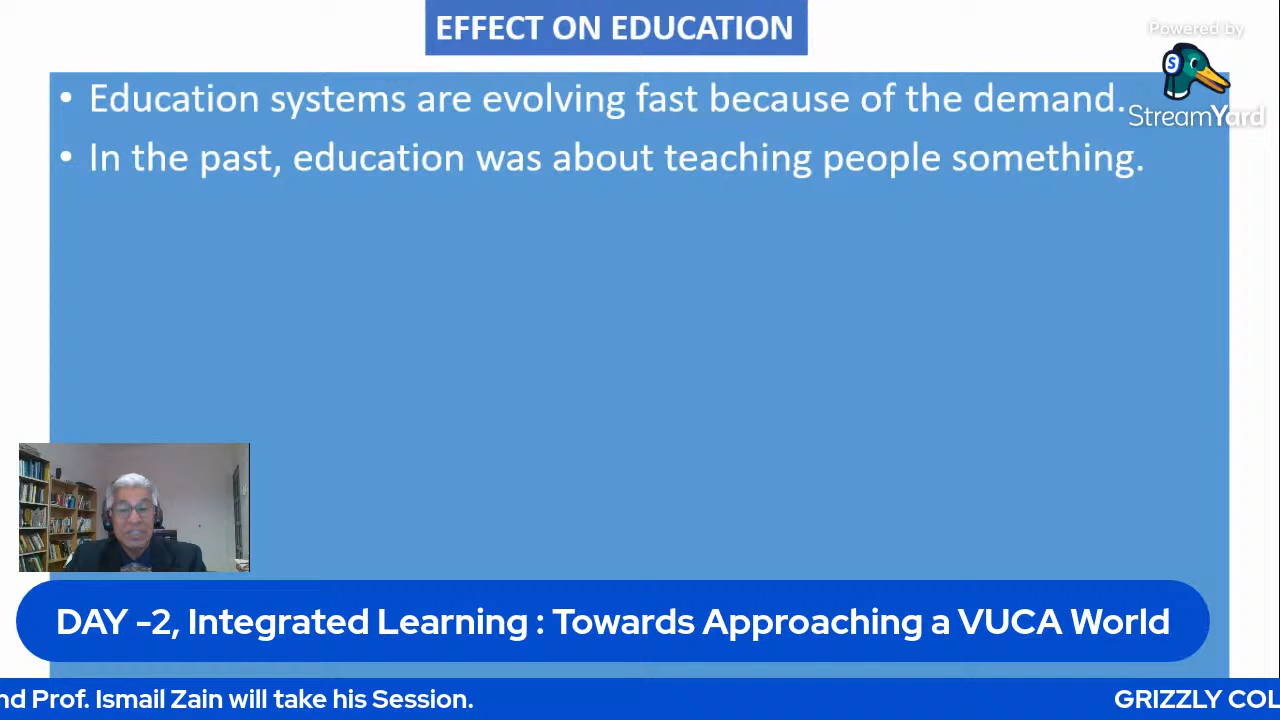 EFFECT ON EDUCATION
Powered by
S
StreamYard
• Education systems are evolving fast because of the demand.
• In the past, education was about teaching people something.
DAY -2, Integrated Learning : Towards Approaching a VUCA World
nd Prof. Ismail Zain will take his Session. GRIZZLY COL